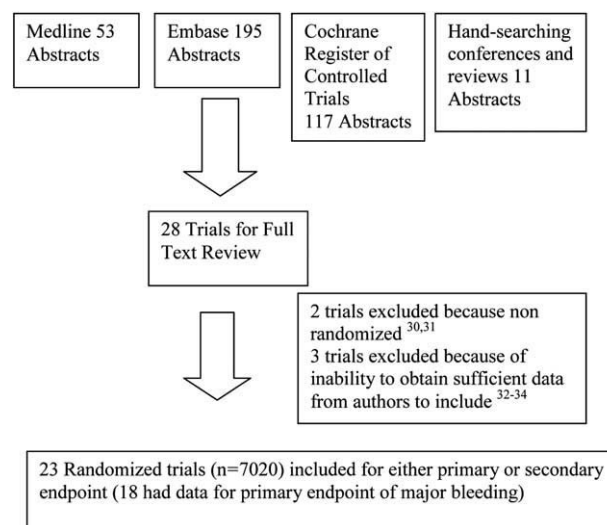 Medline 53
Abstracts
Embase 195
Abstracts
Cochrane
Register of
Controlled
Trials
117 Abstracts
Hand-searching
conferences and
reviews 11
Abstracts
28 Trials for Full
Text Review
2 trials excluded because non
randomized 30,31
3 trials excluded because of
inability to obtain sufficient data
from authors to include 32-34
23 Randomized trials (n=7020) included for either primary or secondary
endpoint (18 had data for primary endpoint of major bleeding)